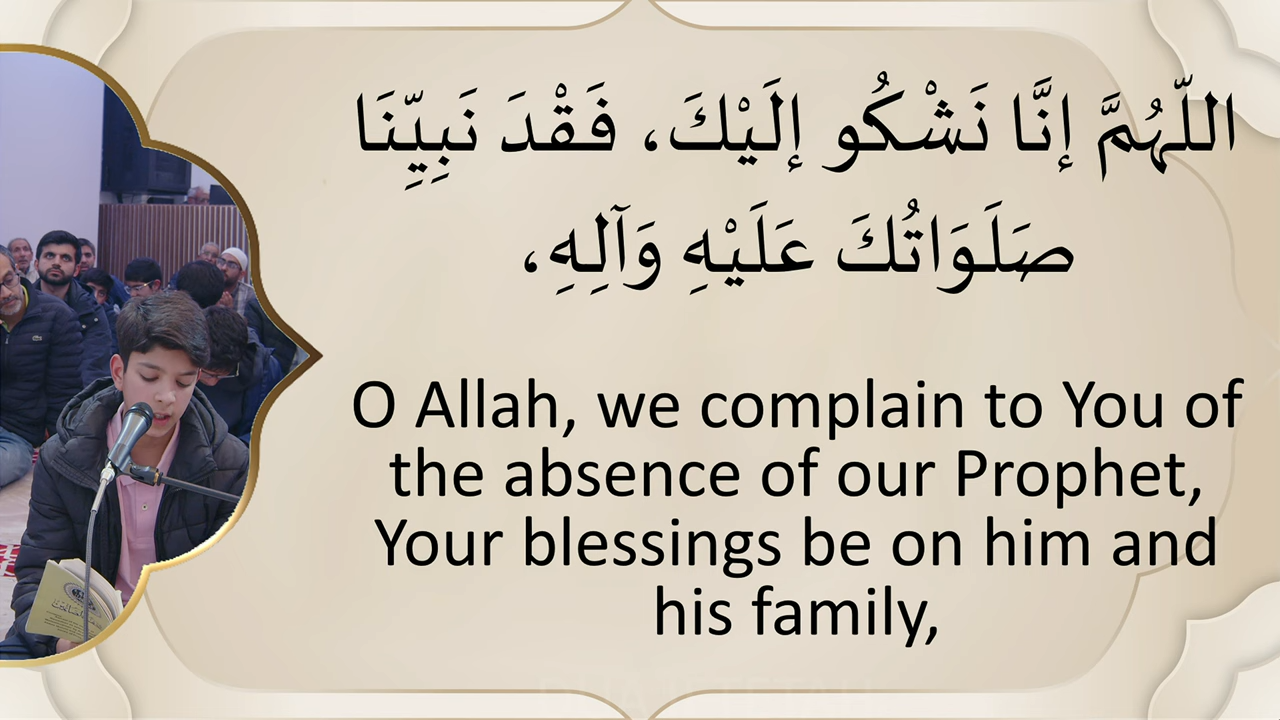 اللّهُمَّ إنَّا نَشْكُو إلَيْكَ، فَقْدَ نَبِيِّنَا
صَلَوَاتُكَ عَلَيْهِ وَآلِهِ،
O Allah, we complain to You of
the absence of our Prophet,
Your blessings be on him and
his family,